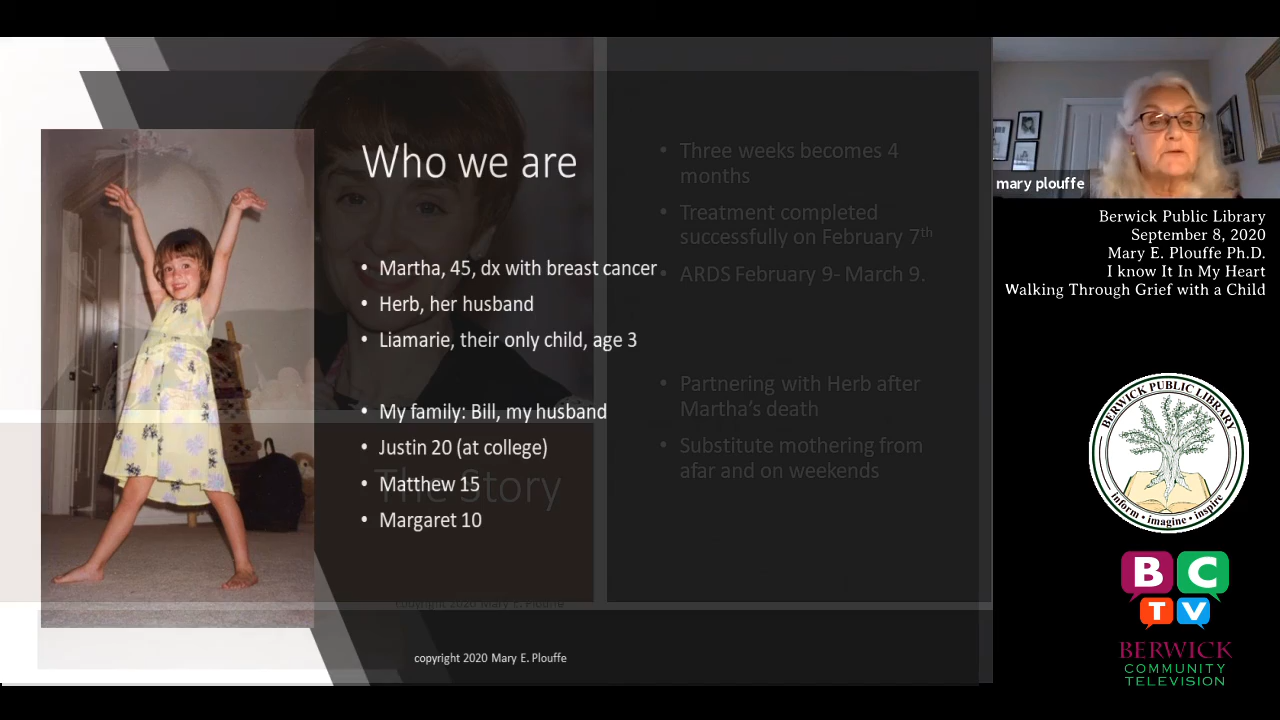 Who we are
• Martha, 45, dx with breast cancer
• Herb, her husband
• Liamarie, their only child, age 3
• My family: Bill, my husband
• Justin 20 (at college)
• Matthew 15
• Margaret 10
The Story
copyright 2020 Mary E. Plouffe
copyright 2020 Mary E. Plouffe
• Three weeks becomes 4
months
• Treatment completed
successfully on February 7th
• ARDS February 9- March 9.
• Partnering with Herb after
Martha's death
• Substitute mothering from
afar and on weekends
mary plouffe
Berwick Public Library
September 8, 2020
Mary E. Plouffe Ph.D.
I know It In My Heart
Walking Through Grief with a Child
BERWICK PUBLIC LIBRARY
inform • imagine • inspire
B C
T V
BERWICK
COMMUNITY
TELEVISION